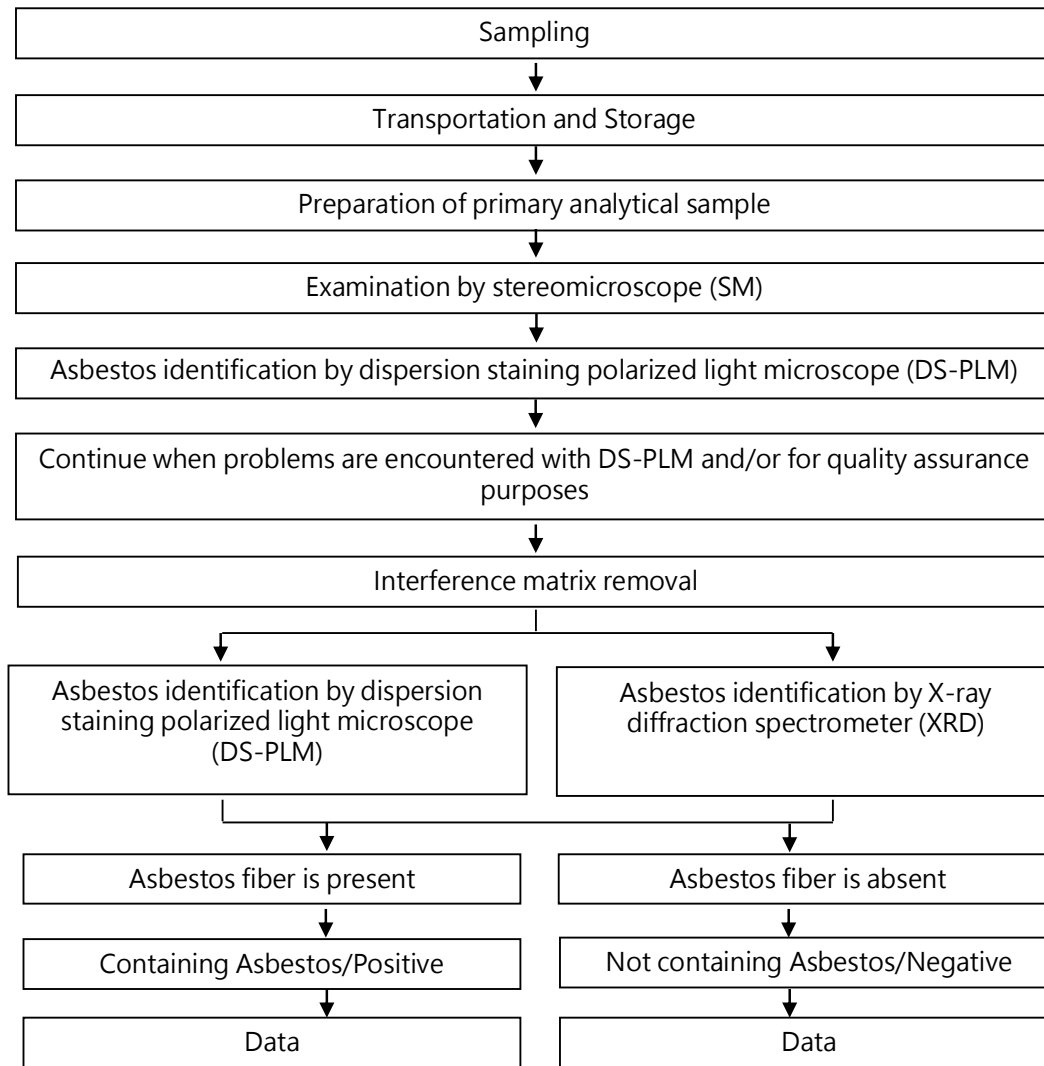 Sampling
Transportation and Storage
Preparation of primary analytical sample
Examination by stereomicroscope (SM)
Asbestos identification by dispersion staining polarized light microscope (DS-PLM)
Continue when problems are encountered with DS-PLM and/or for quality assurance
purposes
Interference matrix removal
Asbestos identification by dispersion
staining polarized light microscope
(DS-PLM)
Asbestos identification by X-ray
diffraction spectrometer (XRD)
Asbestos fiber is present
Asbestos fiber is absent
Containing Asbestos/Positive
Not containing Asbestos/Negative
Data
Data